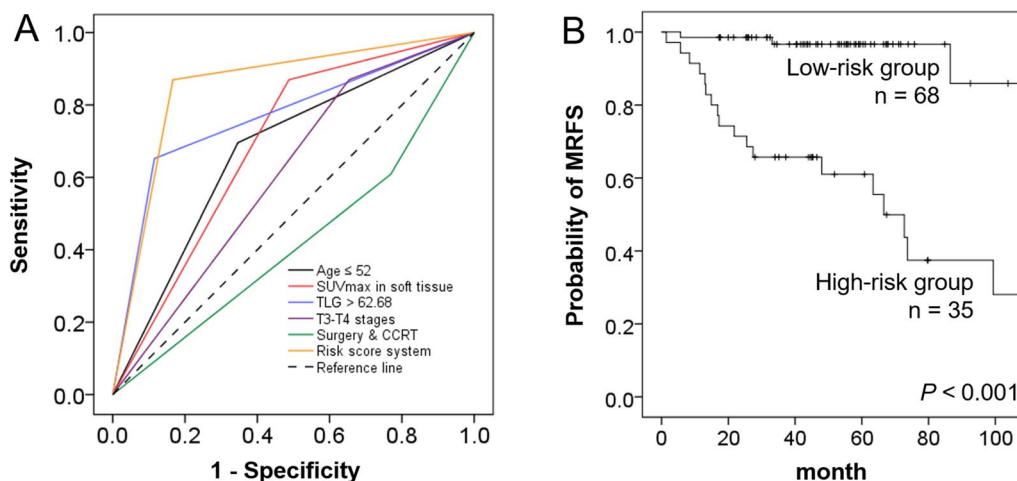 A
Sensitivity
1.0
0.8
0.6
0.4
0.2
0.0
Age ≤ 52
SUVmax in soft tissue
TLG > 62.68
T3-T4 stages
Surgery & CCRT
Risk score system
Reference line
0.0 0.2 0.4 0.6 0.8 1.0
1 - Specificity
B
Probability of MRFS
1.0
0.8
0.6
0.4
0.2
0.0
Low-risk group
n = 68
High-risk group
n = 35
P < 0.001
0 20 40 60 80 100
month